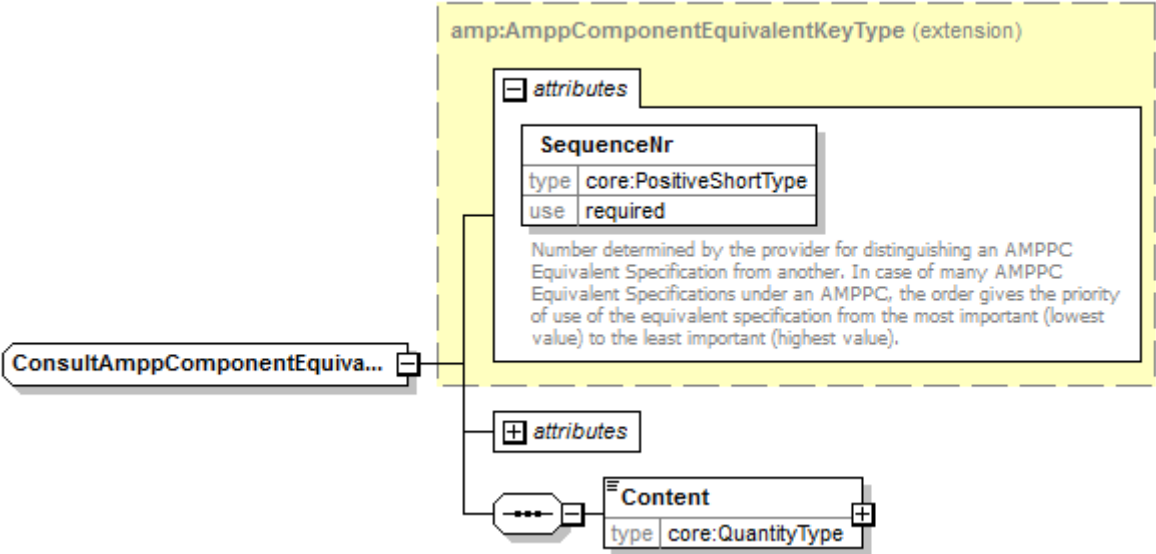 amp:AmppComponentEquivalentKeyType (extension)
attributes
SequenceNr
type core:PositiveShortType
use required
Number determined by the provider for distinguishing an AMPPC
Equivalent Specification from another. In case of many AMPPC
Equivalent Specifications under an AMPPC, the order gives the priority
of use of the equivalent specification from the most important (lowest
value) to the least important (highest value).
ConsultAmppComponentEquiva...
attributes
Content
type core:QuantityType